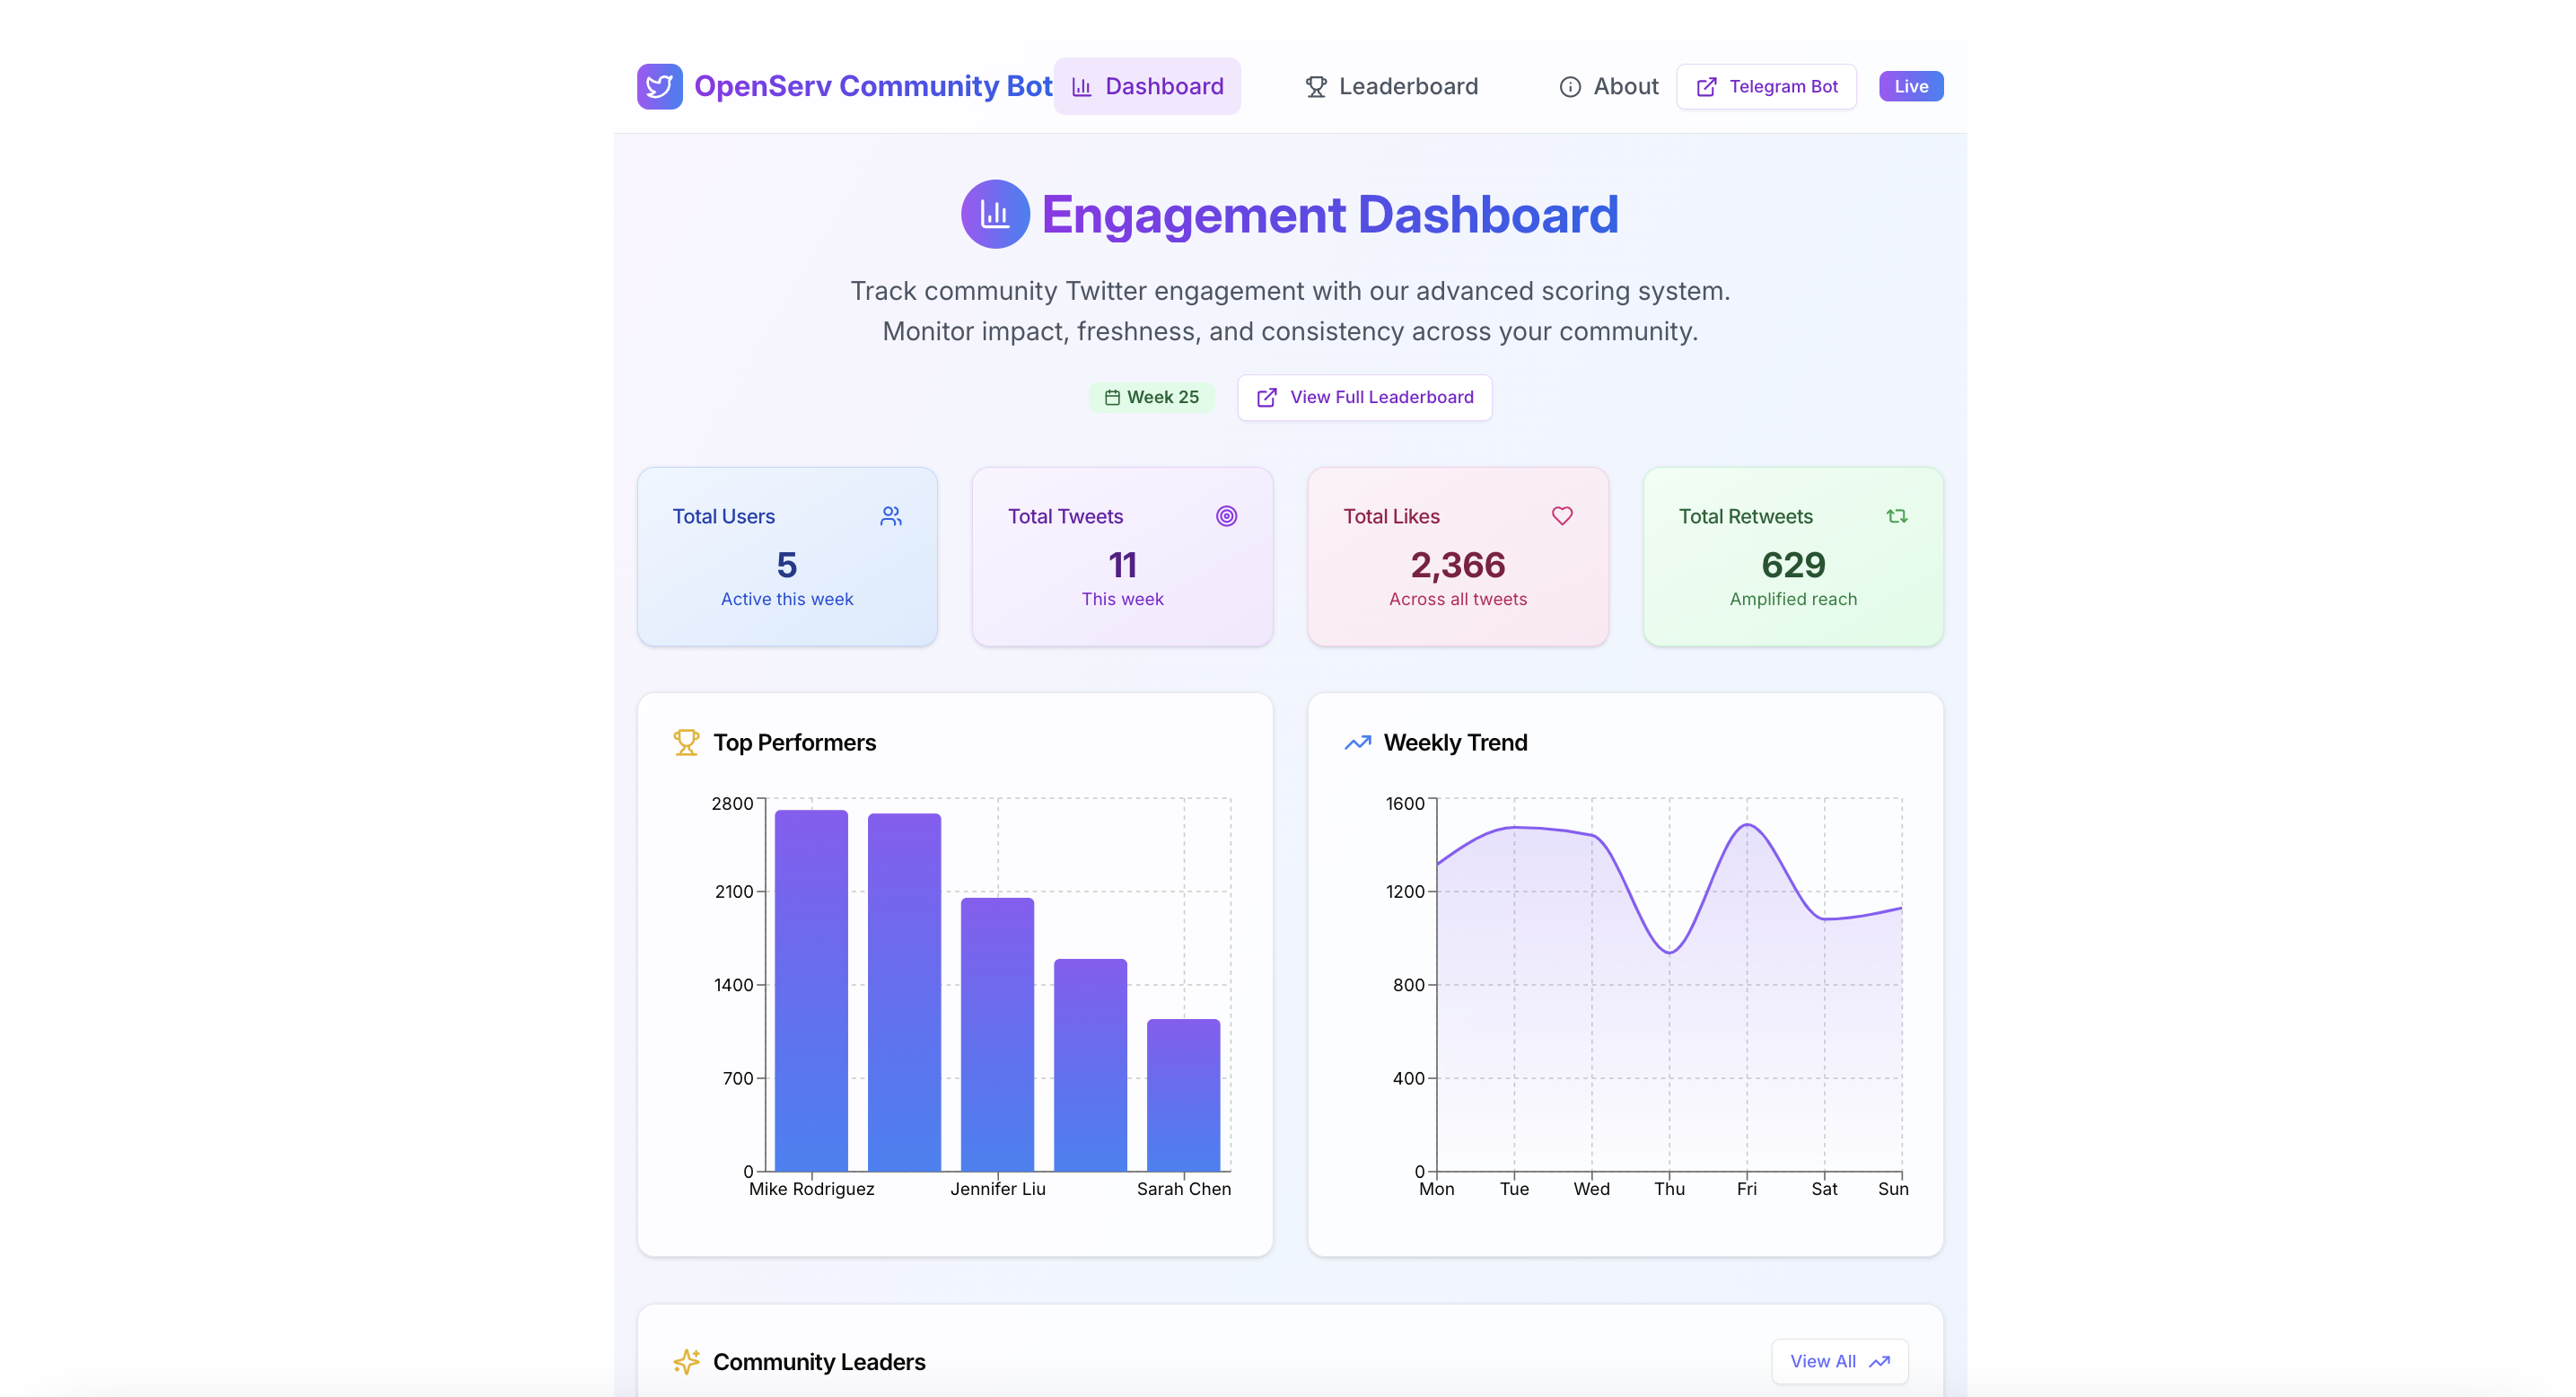 OpenServ Community Bot
Dashboard
Leaderboard
About
Telegram Bot
Live
Engagement Dashboard
Track community Twitter engagement with our advanced scoring system.
Monitor impact, freshness, and consistency across your community.
Week 25
View Full Leaderboard
Total Users
5
Active this week
Total Tweets
11
This week
Total Likes
2,366
Across all tweets
Total Retweets
629
Amplified reach
Top Performers
2800
2100
1400
700
0
Mike Rodriguez
Jennifer Liu
Sarah Chen
Weekly Trend
1600
1200
800
400
0
Mon
Tue
Wed
Thu
Fri
Sat
Sun
Community Leaders
View All